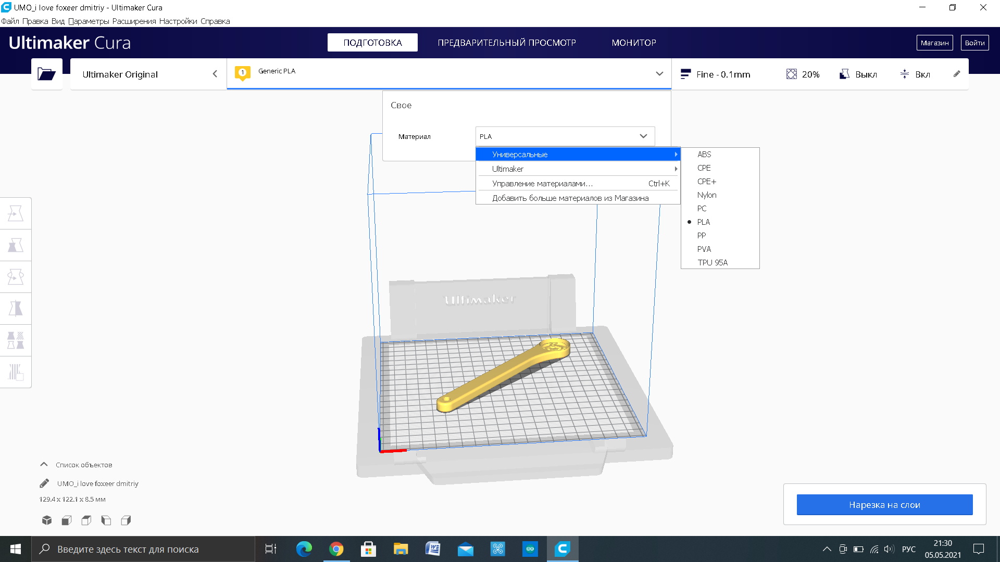 UMO_i love foxeer dmitriy - Ultimaker Cura
Файл Правка Вид Параметры Расширения Настройки Справка
Ultimaker Cura
ПОДГОТОВКА
ПРЕДВАРИТЕЛЬНЫЙ ПРОСМОТР
МОНИТОР
Магазин
Войти
Ultimaker Original
1
Generic PLA
Fine - 0.1mm
20%
Выкл
Вкл
Свое
Материал
PLA
Универсальные
Ultimaker
Управление материалами... Ctrl+K
Добавить больше материалов из Магазина
ABS
CPE
CPE+
Nylon
PC
PLA
PP
PVA
TPU 95A
Ultimaker
Список объектов
UMO_i love foxeer dmitriy
129.4 x 122.1 x 8.5 мм
Нарезка на слои
Введите здесь текст для поиска
РУС
21:30
05.05.2021